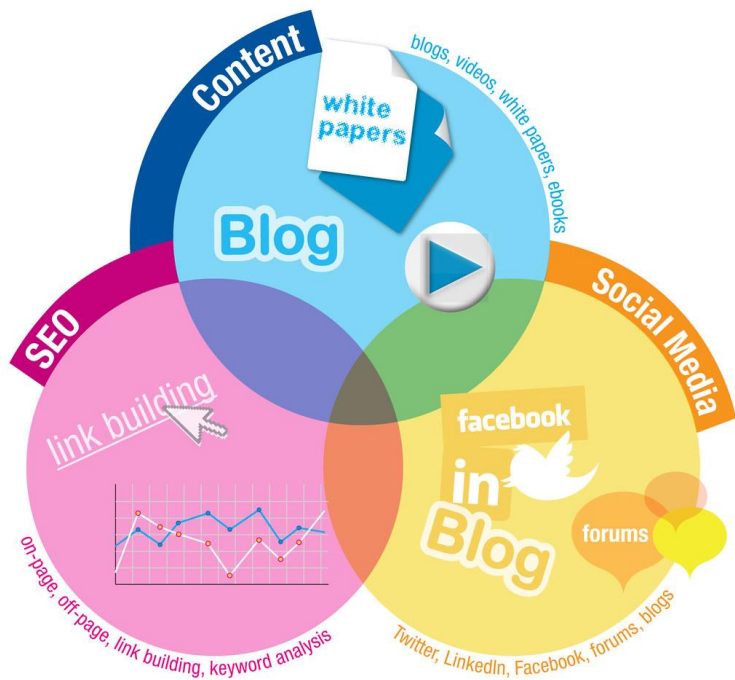 Content
blogs, videos, white papers, ebooks
white
papers
Blog
SEO
link building
on-page, off-page, link building, keyword analysis
Social Media
facebook
in
Blog
forums
Twitter, LinkedIn, Facebook, forums, blogs